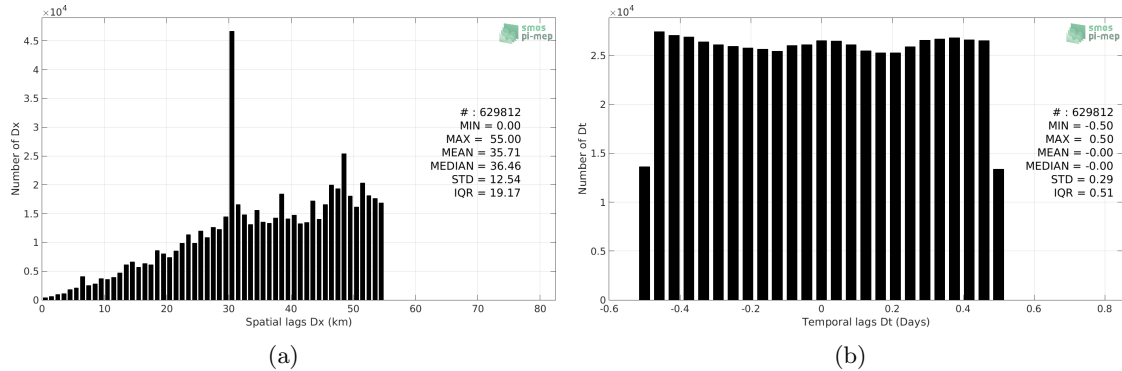 ×10⁴
4.5
4
3.5
3
2.5
2
1.5
1
0.5
0
Number of Dx
smos
pi-mep
# : 629812
MIN = 0.00
MAX = 55.00
MEAN = 35.71
MEDIAN = 36.46
STD = 12.54
IQR = 19.17
0 10 20 30 40 50 60 70 80
Spatial lags Dx (km)
(a)
×10⁴
2.5
2
1.5
1
0.5
0
Number of Dt
smos
pi-mep
# : 629812
MIN = -0.50
MAX = 0.50
MEAN = -0.00
MEDIAN = -0.00
STD = 0.29
IQR = 0.51
-0.6 -0.4 -0.2 0 0.2 0.4 0.6 0.8
Temporal lags Dt (Days)
(b)